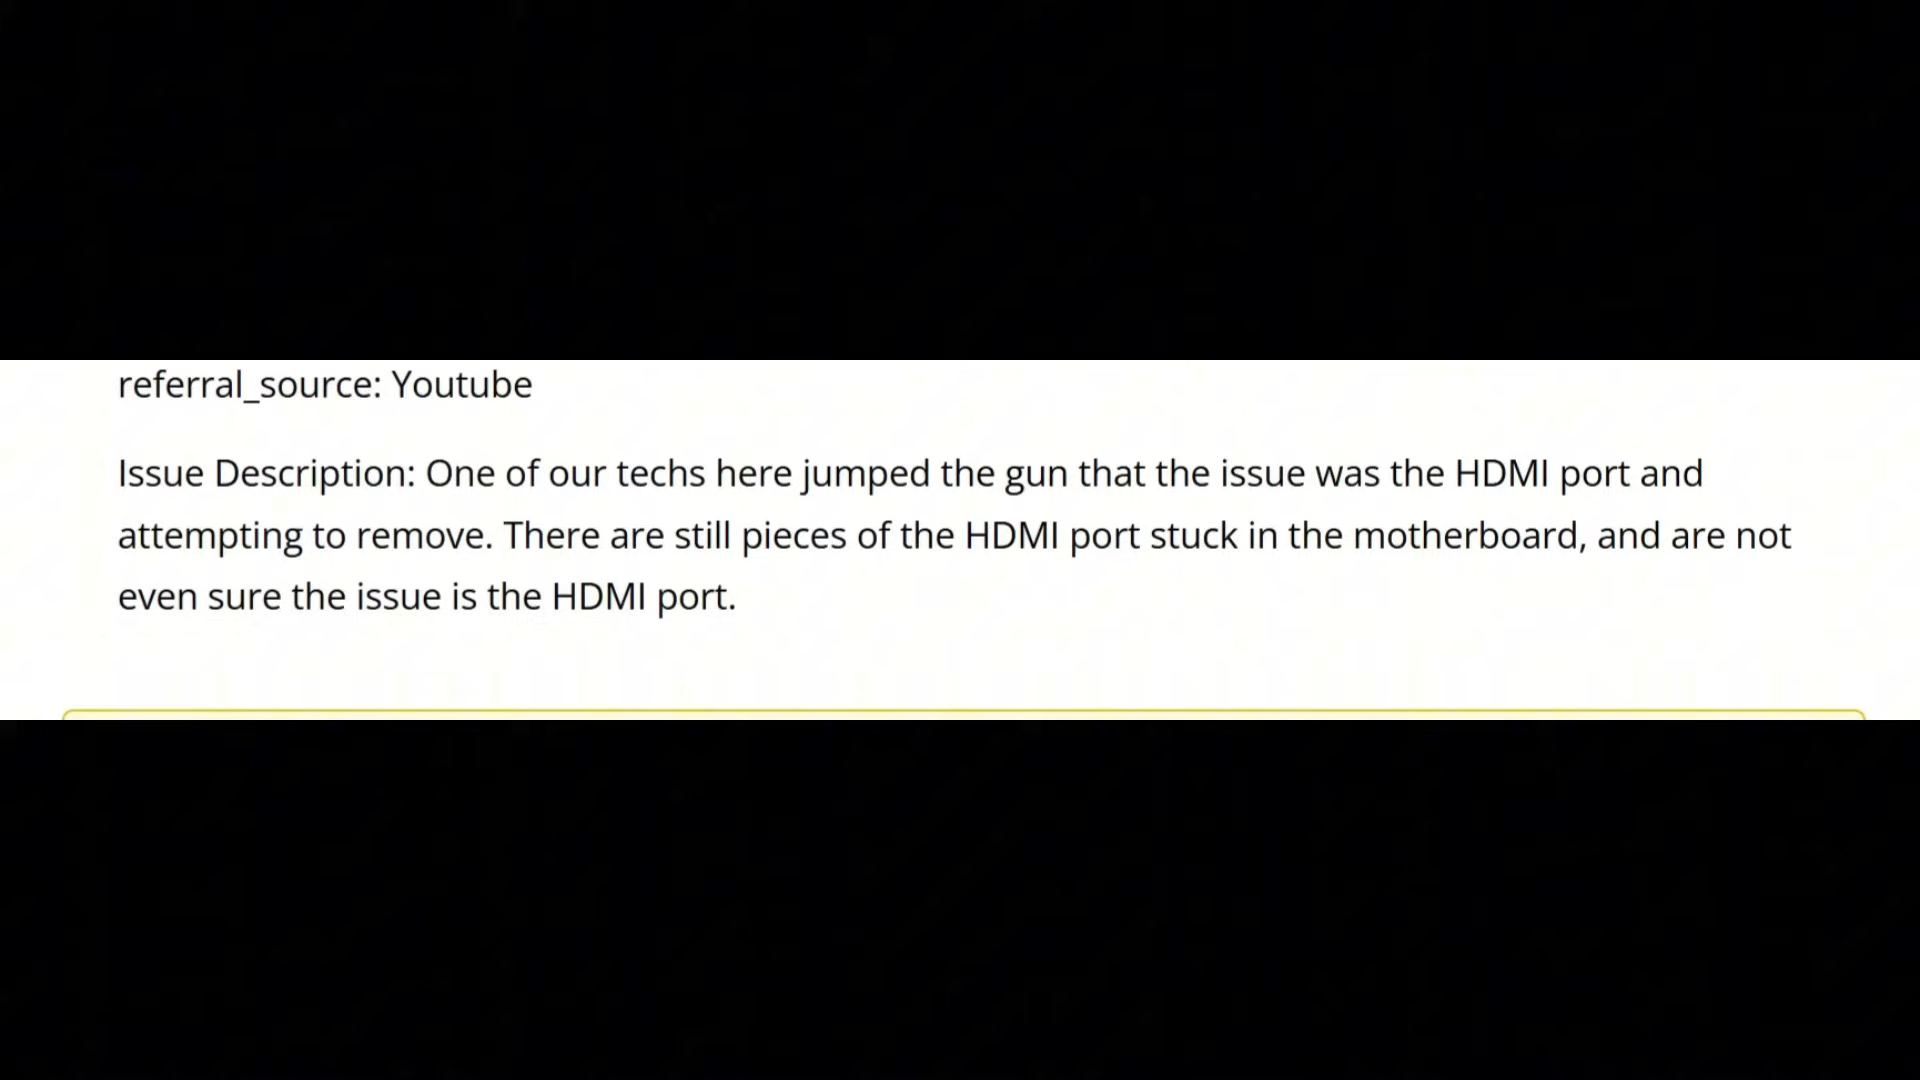 referral_source: Youtube
Issue Description: One of our techs here jumped the gun that the issue was the HDMI port and
attempting to remove. There are still pieces of the HDMI port stuck in the motherboard, and are not
even sure the issue is the HDMI port.